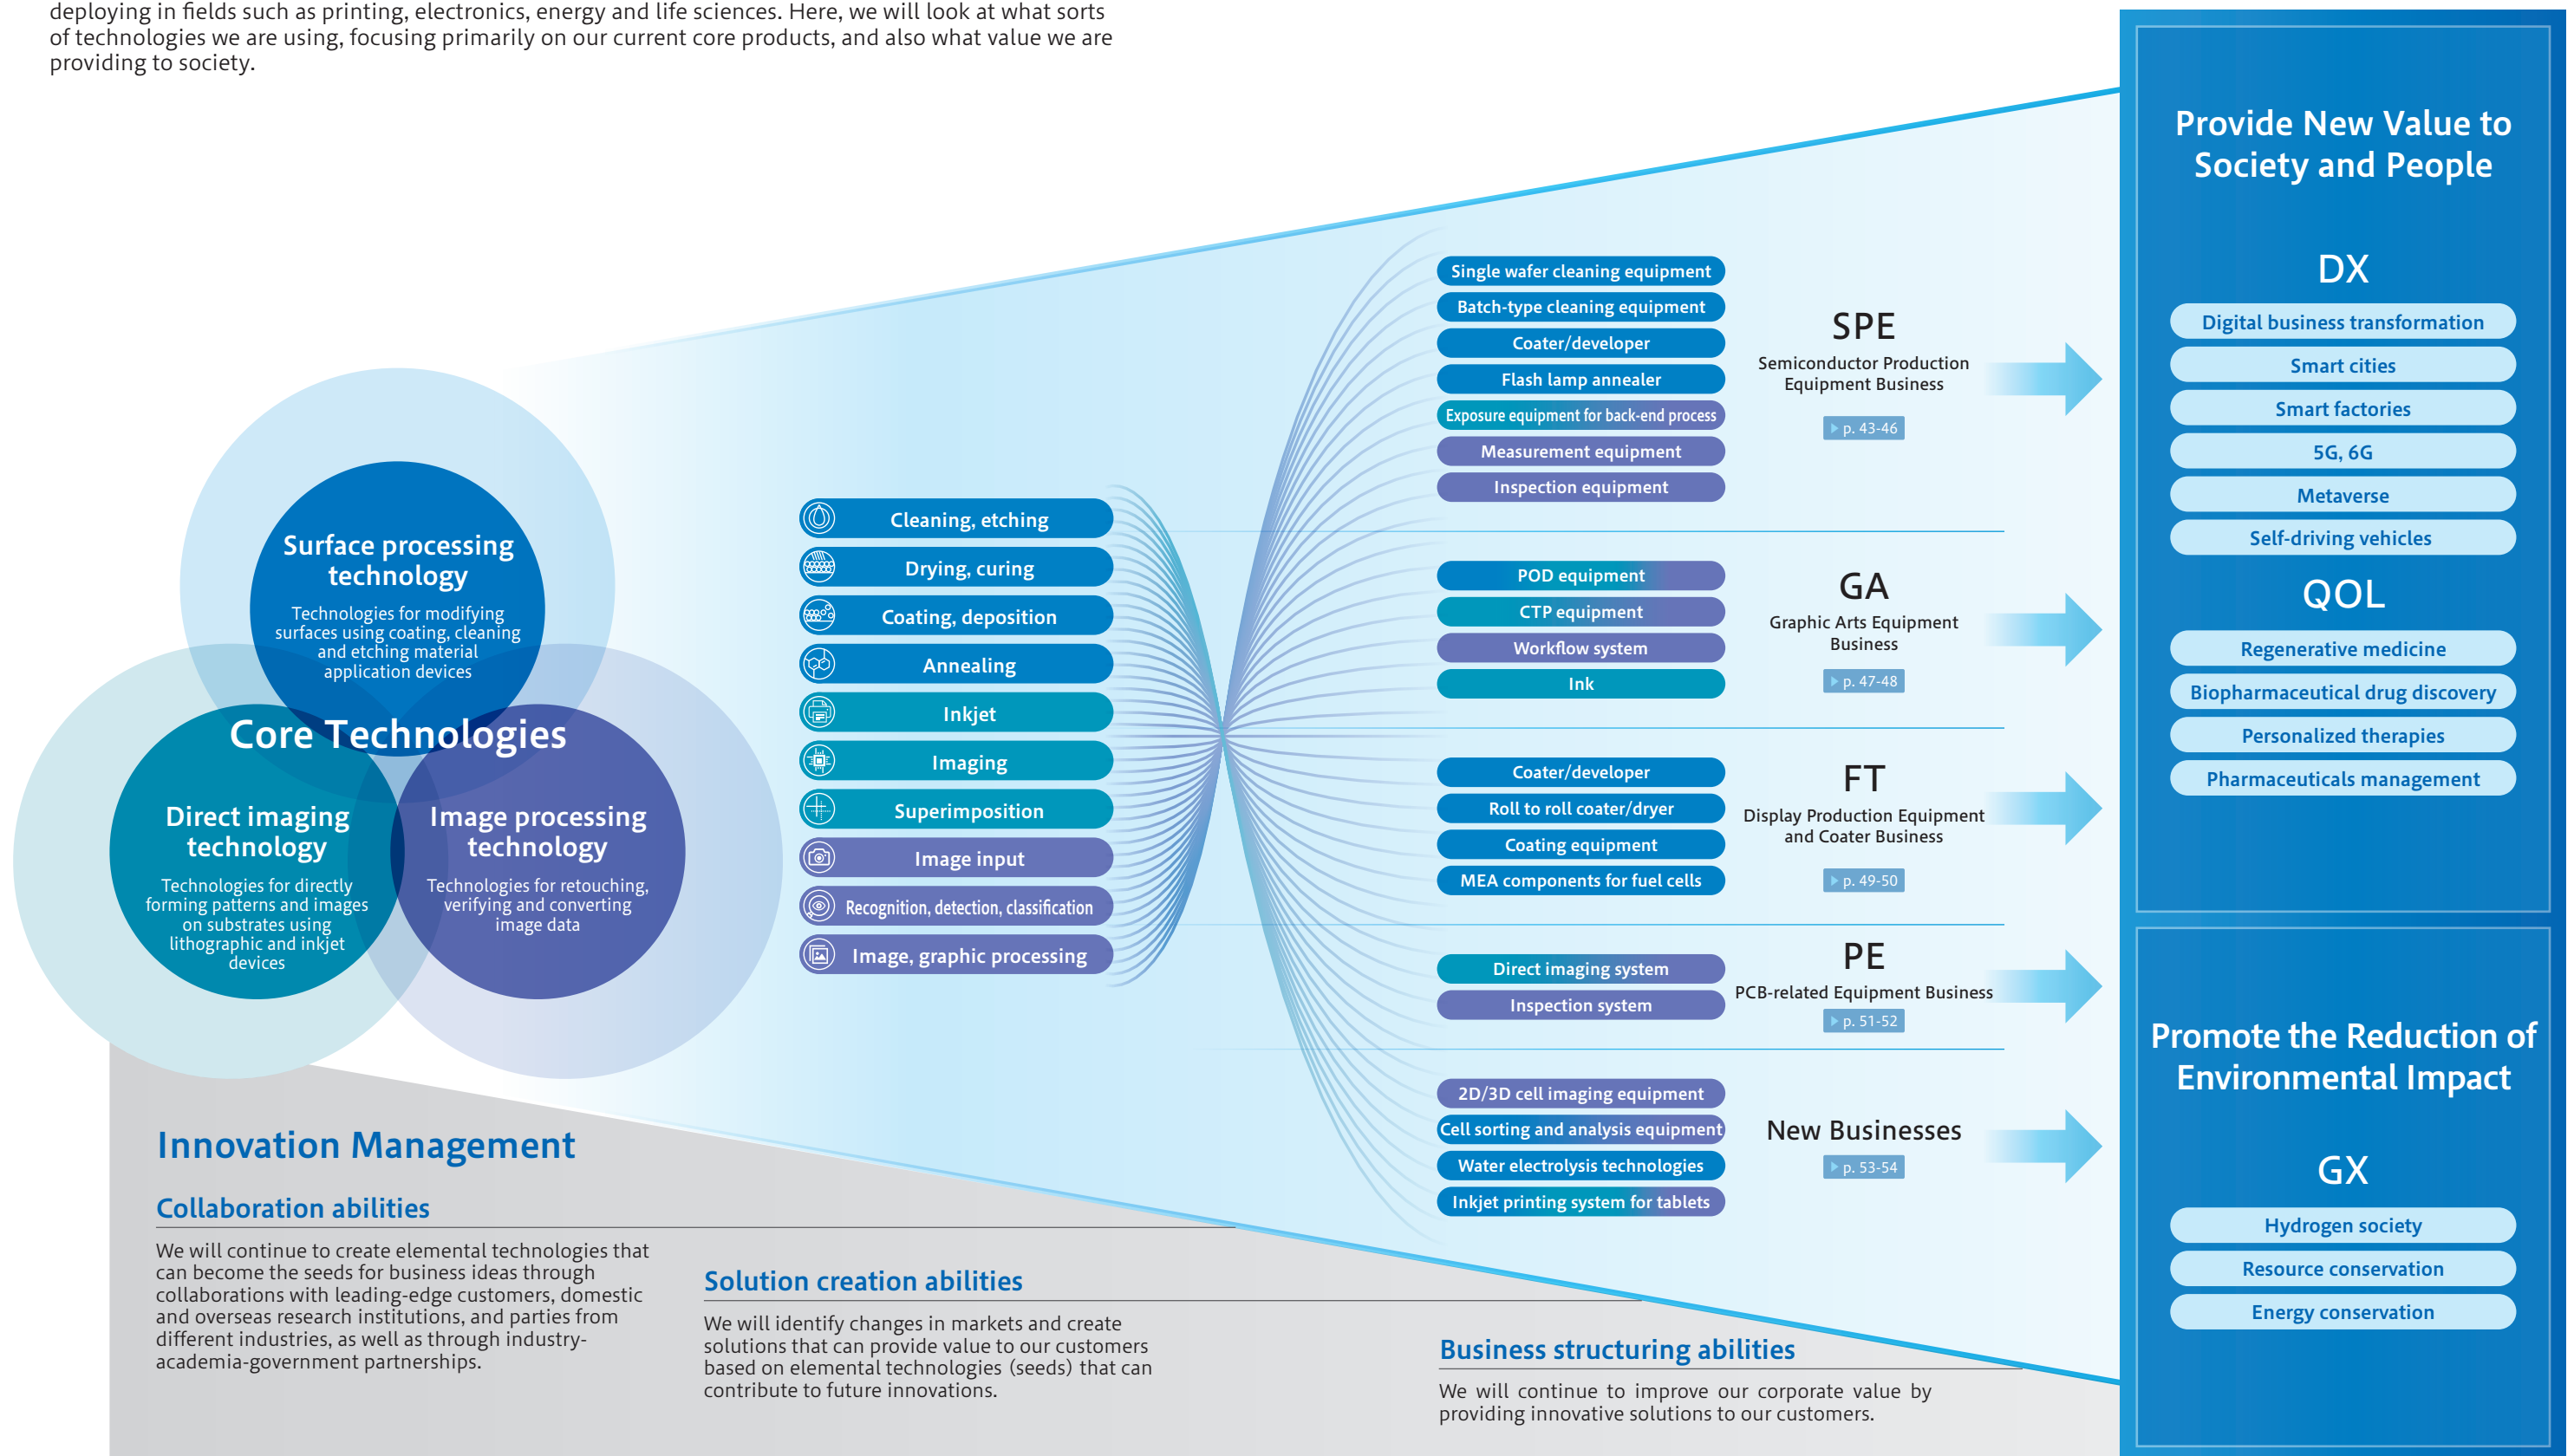 deploying in fields such as printing, electronics, energy and life sciences. Here, we will look at what sorts
of technologies we are using, focusing primarily on our current core products, and also what value we are
providing to society.
Core Technologies
Surface processing
technology
Technologies for modifying
surfaces using coating, cleaning
and etching material
application devices
Direct imaging
technology
Technologies for directly
forming patterns and images
on substrates using
lithographic and inkjet
devices
Image processing
technology
Technologies for retouching,
verifying and converting
image data
Cleaning, etching
Drying, curing
Coating, deposition
Annealing
Inkjet
Imaging
Superimposition
Image input
Recognition, detection, classification
Image, graphic processing
Single wafer cleaning equipment
Batch-type cleaning equipment
Coater/developer
Flash lamp annealer
Exposure equipment for back-end process
Measurement equipment
Inspection equipment
SPE
Semiconductor Production
Equipment Business
p. 43-46
POD equipment
CTP equipment
Workflow system
Ink
GA
Graphic Arts Equipment
Business
p. 47-48
Coater/developer
Roll to roll coater/dryer
Coating equipment
MEA components for fuel cells
FT
Display Production Equipment
and Coater Business
p. 49-50
Direct imaging system
Inspection system
PE
PCB-related Equipment Business
p. 51-52
2D/3D cell imaging equipment
Cell sorting and analysis equipment
Water electrolysis technologies
Inkjet printing system for tablets
New Businesses
p. 53-54
Provide New Value to
Society and People
DX
Digital business transformation
Smart cities
Smart factories
5G, 6G
Metaverse
Self-driving vehicles
QOL
Regenerative medicine
Biopharmaceutical drug discovery
Personalized therapies
Pharmaceuticals management
Promote the Reduction of
Environmental Impact
GX
Hydrogen society
Resource conservation
Energy conservation
Innovation Management
Collaboration abilities
We will continue to create elemental technologies that
can become the seeds for business ideas through
collaborations with leading-edge customers, domestic
and overseas research institutions, and parties from
different industries, as well as through industry-
academia-government partnerships.
Solution creation abilities
We will identify changes in markets and create
solutions that can provide value to our customers
based on elemental technologies (seeds) that can
contribute to future innovations.
Business structuring abilities
We will continue to improve our corporate value by
providing innovative solutions to our customers.